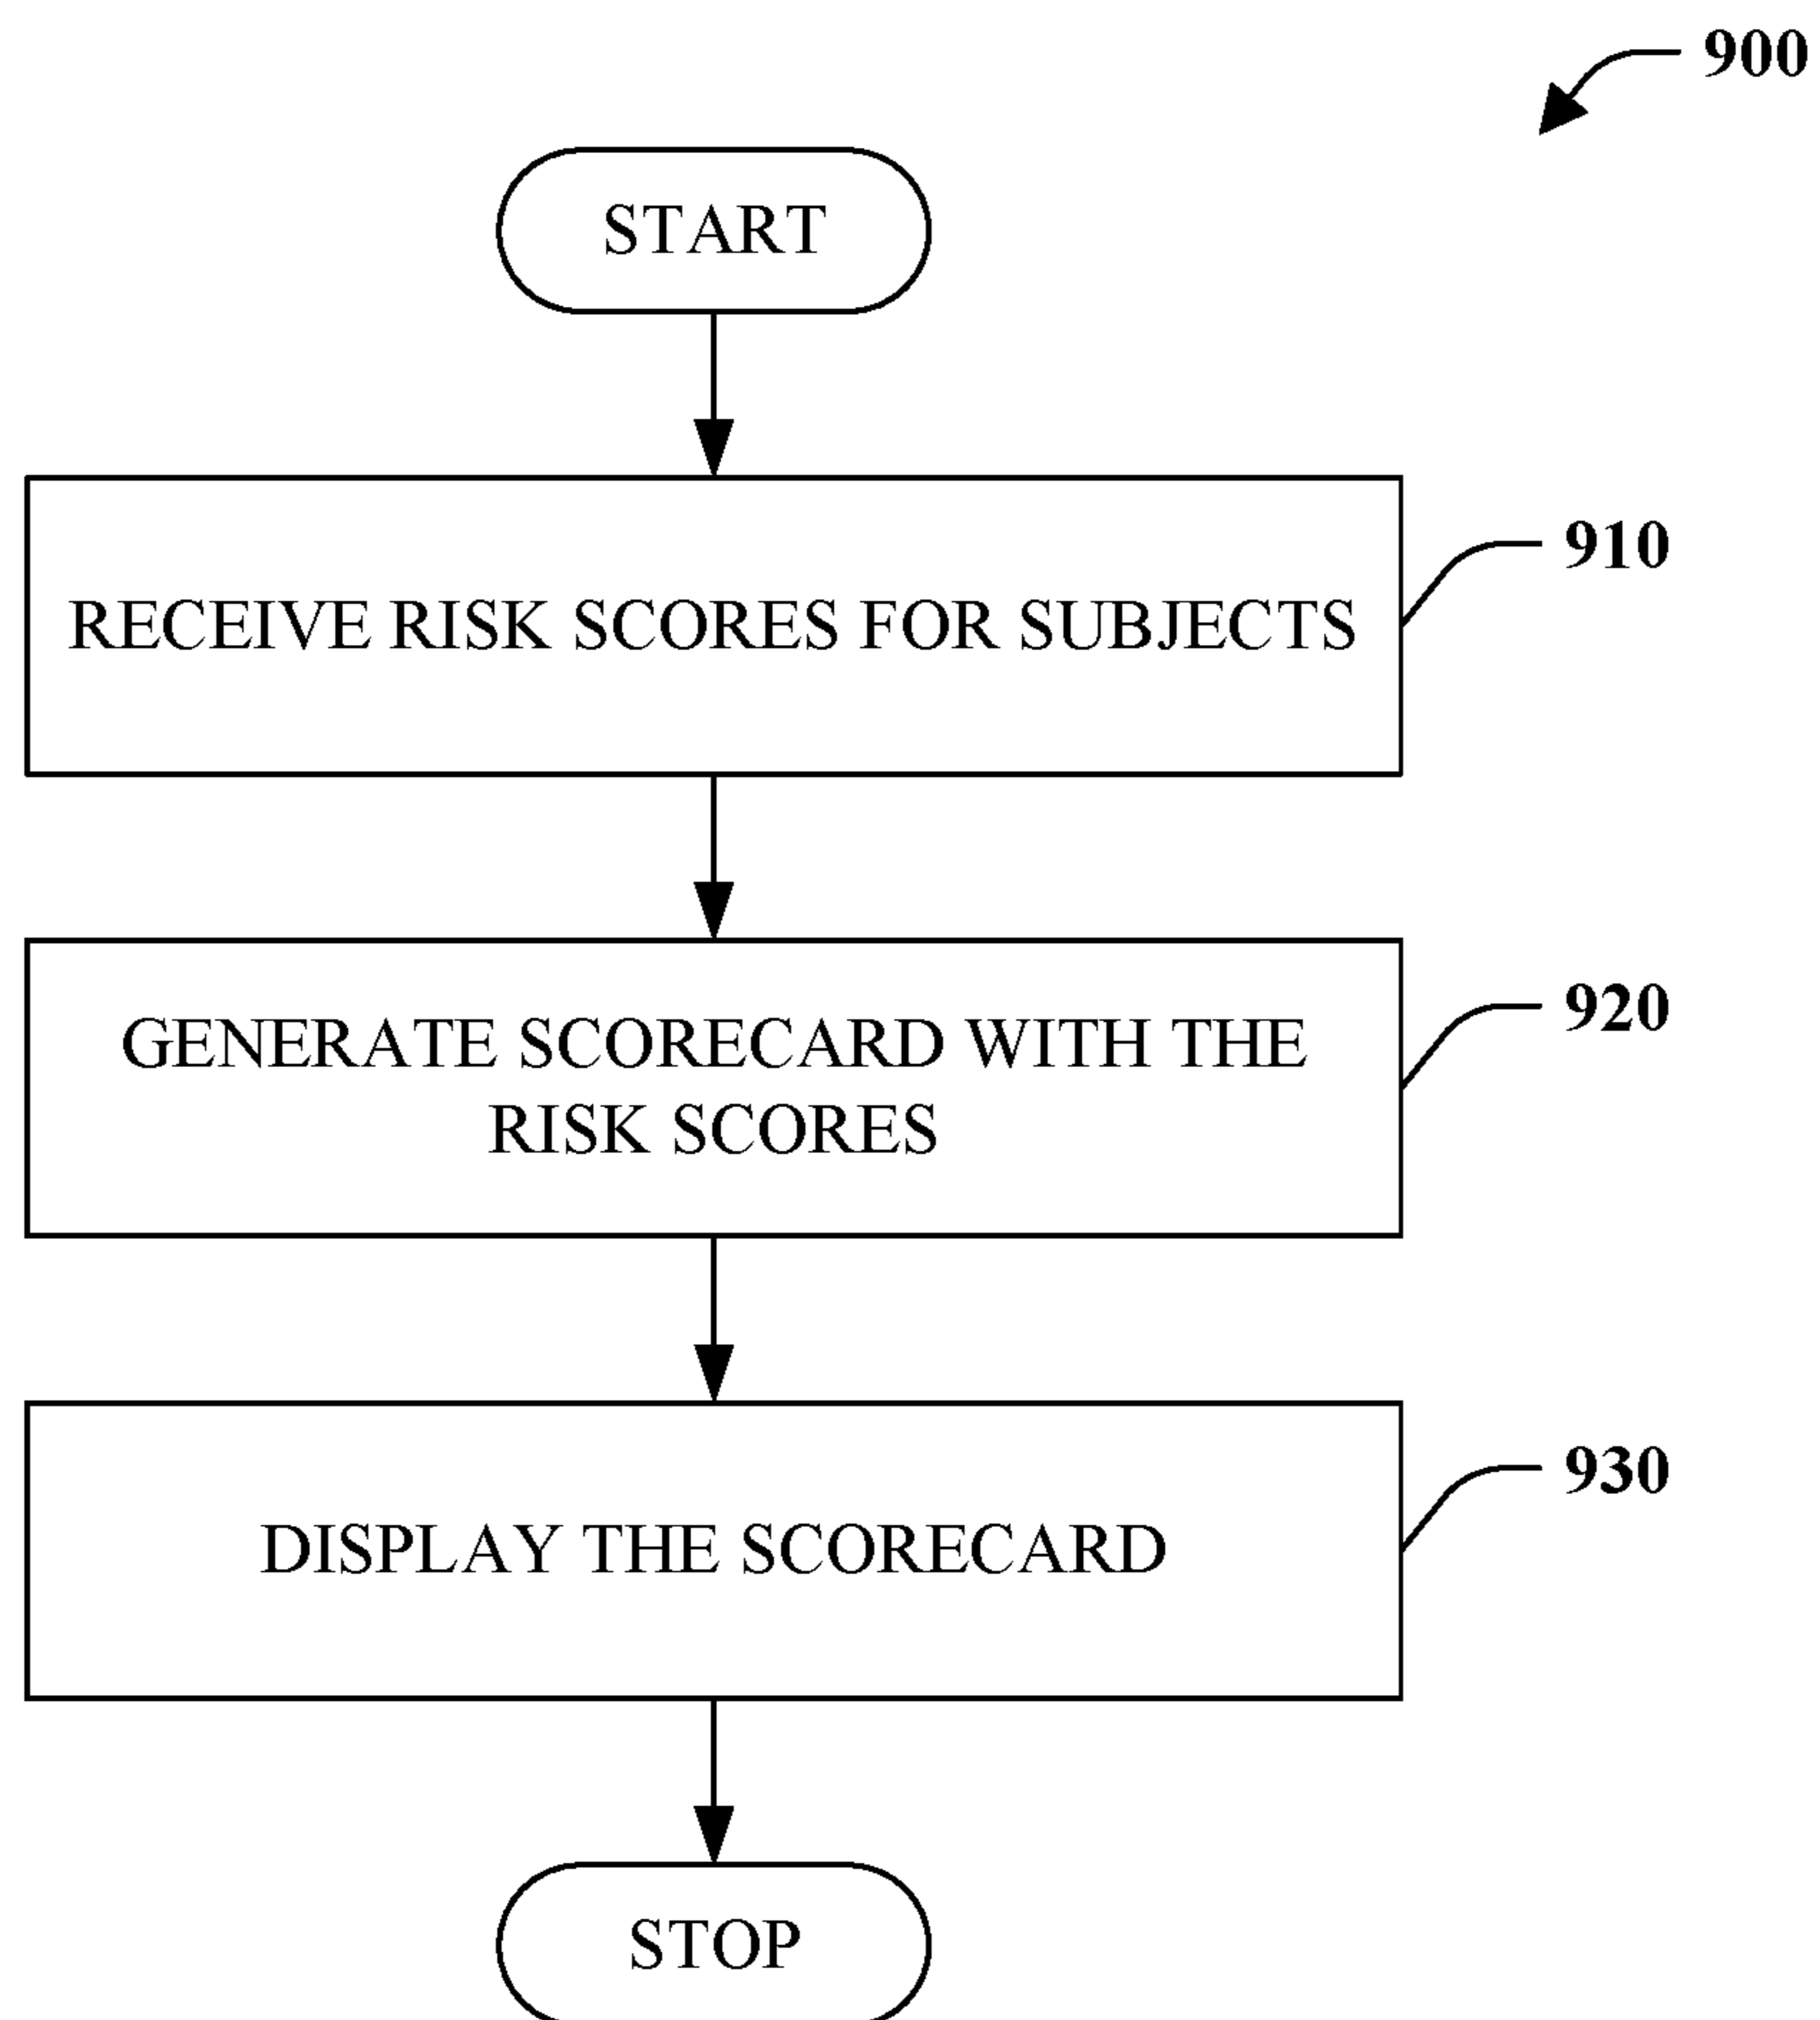 900
START
RECEIVE RISK SCORES FOR SUBJECTS
910
GENERATE SCORECARD WITH THE
RISK SCORES
920
DISPLAY THE SCORECARD
930
STOP